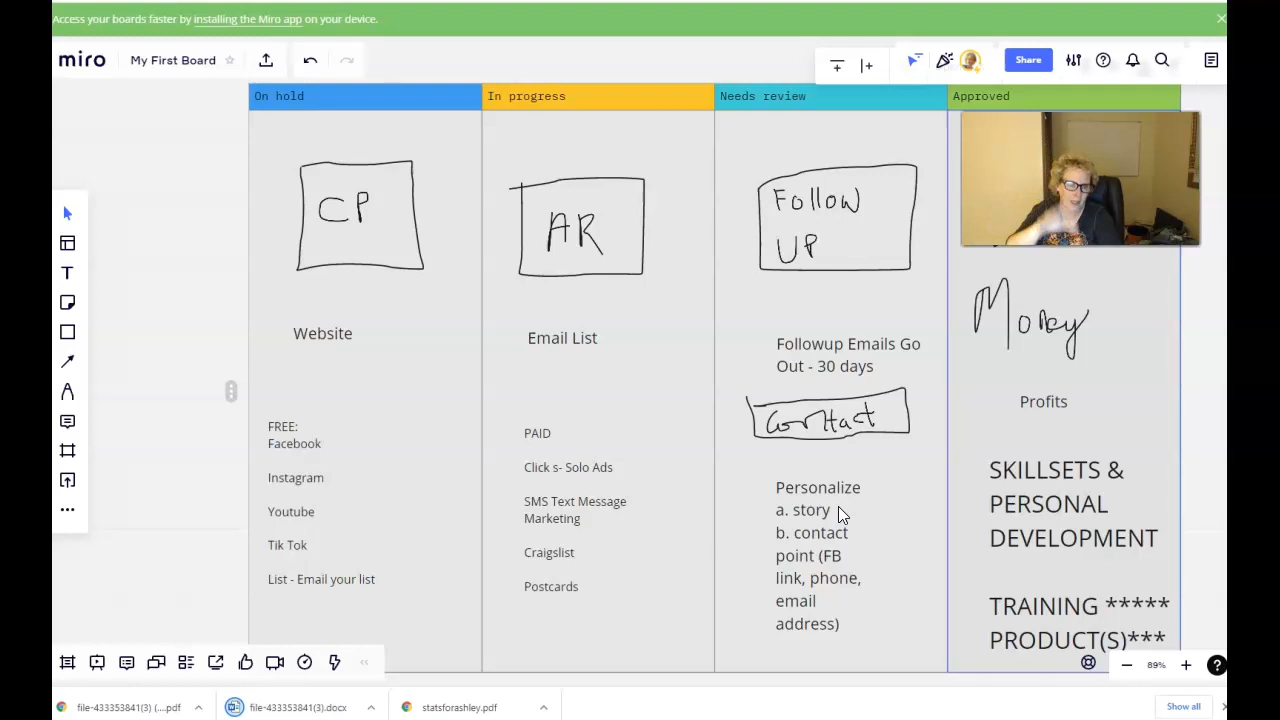 Access your boards faster by installing the Miro app on your device.
miro
My First Board
Share
On hold
In progress
Needs review
Approved
CP
AR
Follow
UP
Money
Website
Email List
Followup Emails Go
Out - 30 days
Contact
Profits
FREE:
Facebook
Instagram
Youtube
Tik Tok
List - Email your list
PAID
Click s- Solo Ads
SMS Text Message
Marketing
Craigslist
Postcards
Personalize
a. story
b. contact
point (FB
link, phone,
email
address)
SKILLSETS &
PERSONAL
DEVELOPMENT
TRAINING *****
PRODUCT(S)***
89%
file-433353841(3) (....pdf
file-433353841(3).docx
statsforashley.pdf
Show all